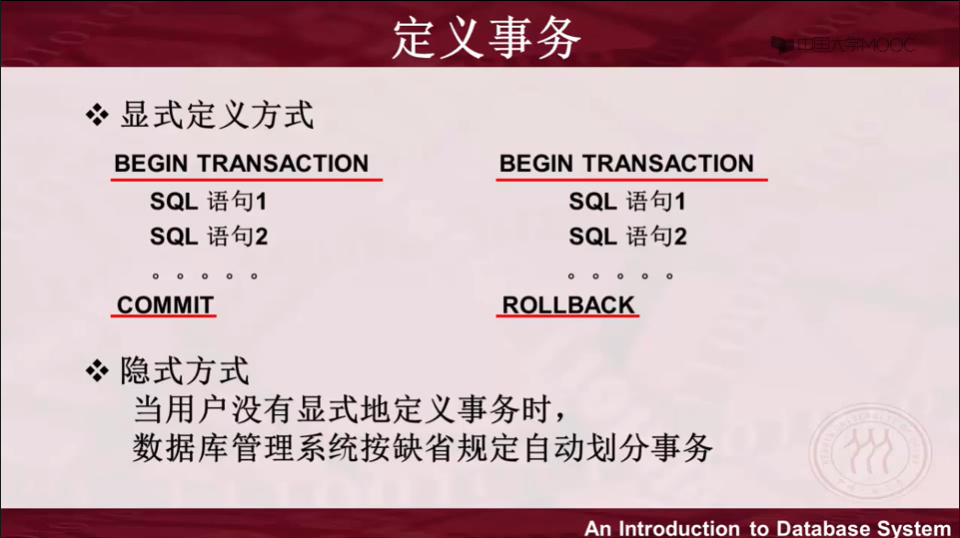 定义事务
中国大学MOOC
❖ 显式定义方式
BEGIN TRANSACTION
SQL 语句1
SQL 语句2
。。。。。
COMMIT
BEGIN TRANSACTION
SQL 语句1
SQL 语句2
。。。。。
ROLLBACK
❖ 隐式方式
当用户没有显式地定义事务时，
数据库管理系统按缺省规定自动划分事务
An Introduction to Database System